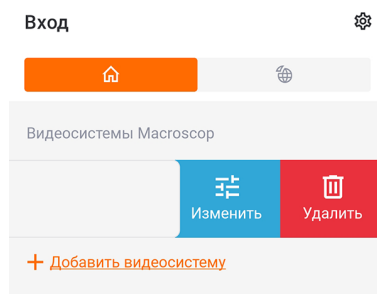 Вход
Видеосистемы Macroscop
Изменить Удалить
Добавить видеосистему